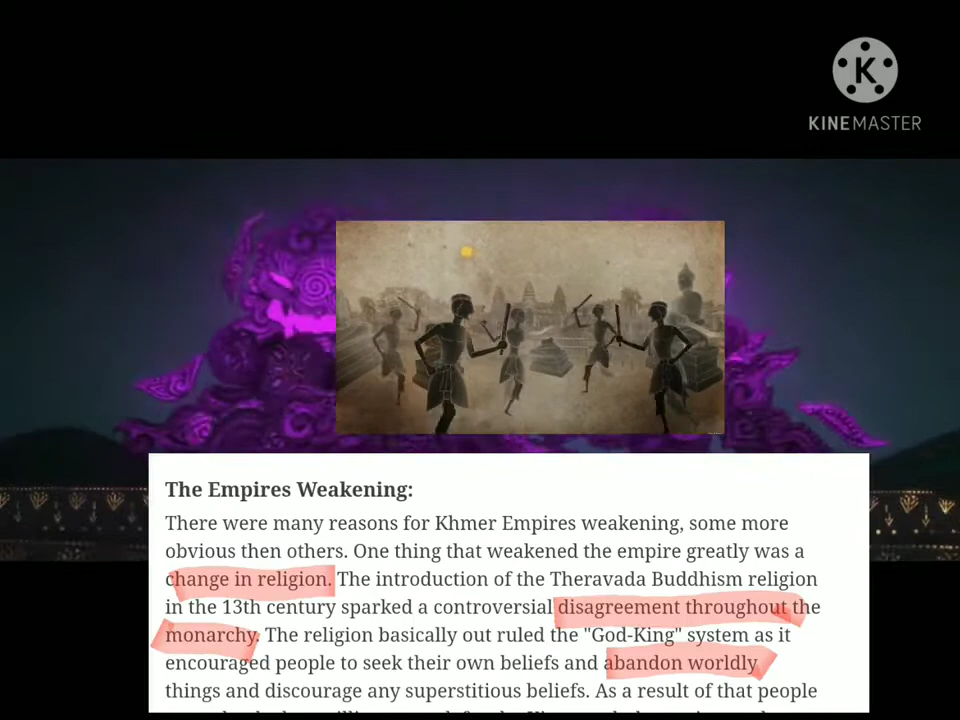 KINEMASTER
The Empires Weakening:
There were many reasons for Khmer Empires weakening, some more
obvious then others. One thing that weakened the empire greatly was a
change in religion. The introduction of the Theravada Buddhism religion
in the 13th century sparked a controversial disagreement throughout the
monarchy. The religion basically out ruled the "God-King" system as it
encouraged people to seek their own beliefs and abandon worldly
things and discourage any superstitious beliefs. As a result of that people